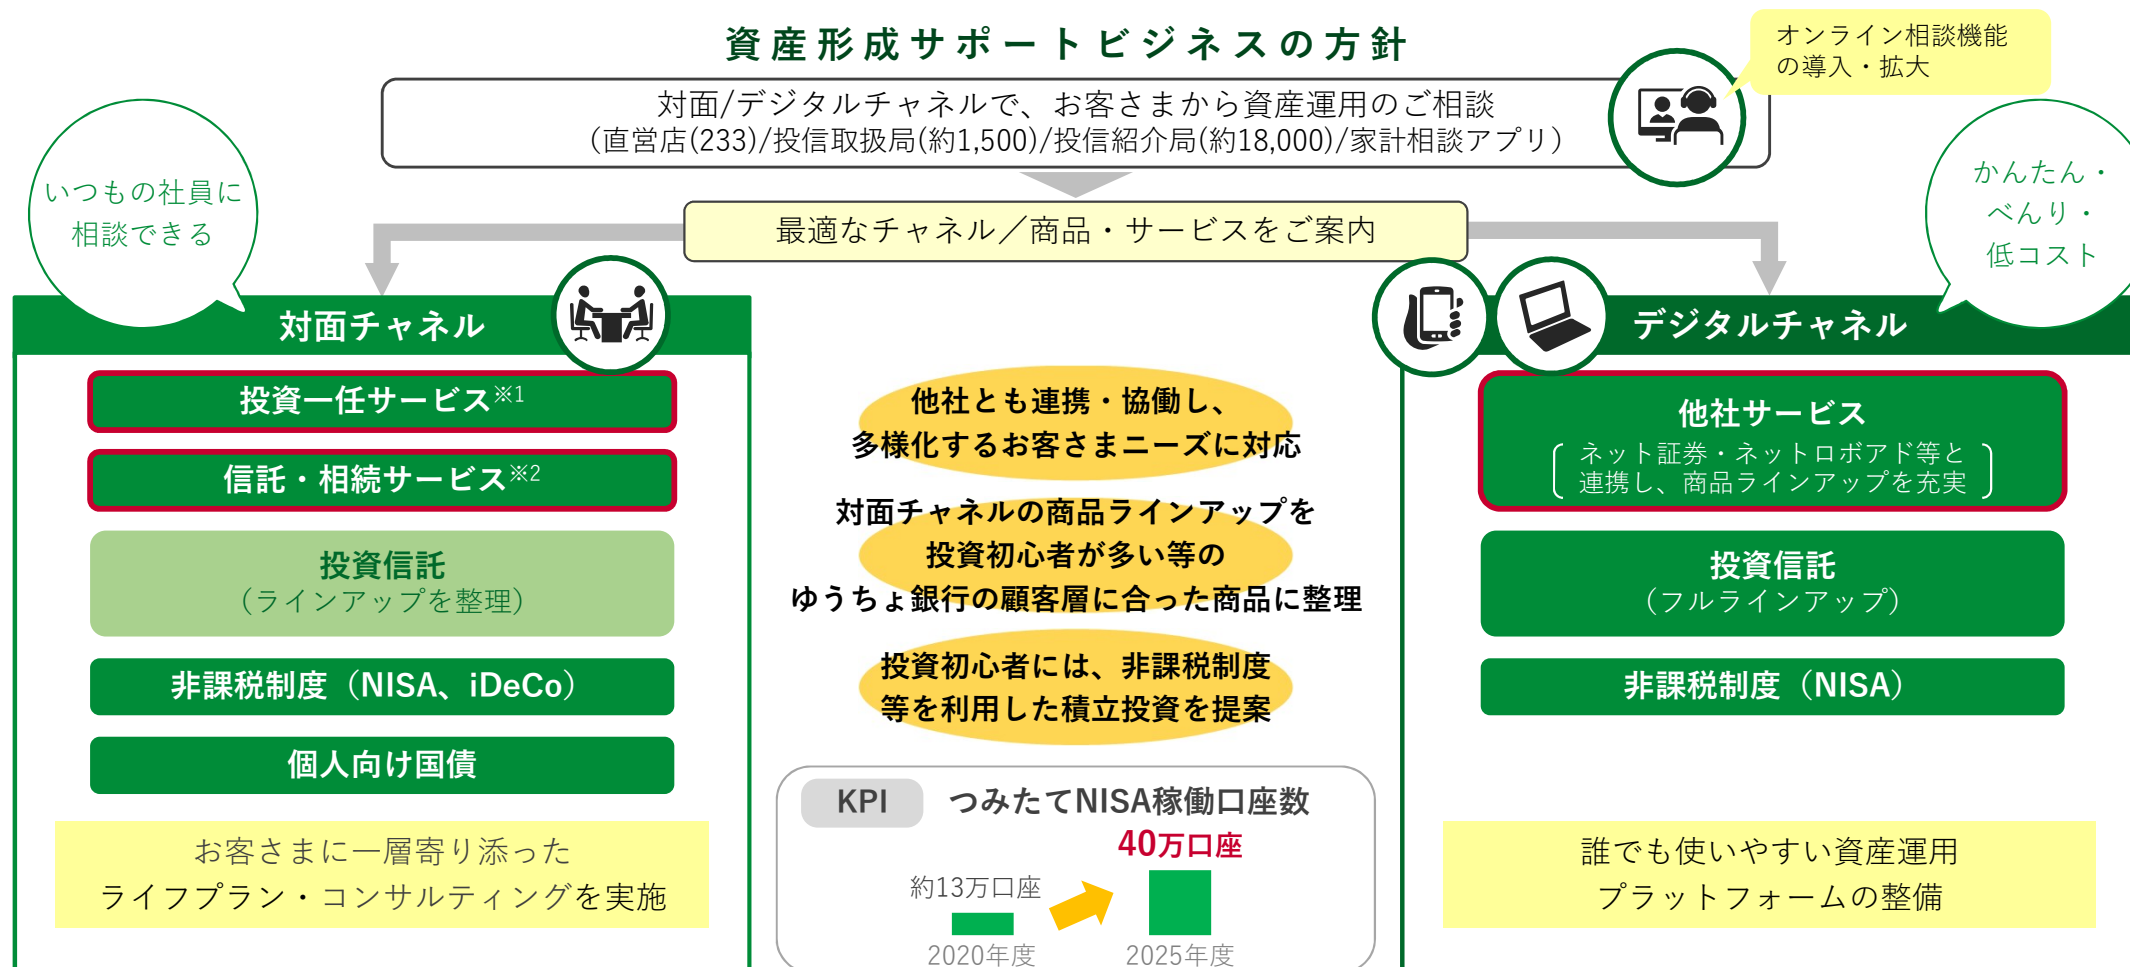 資産形成サポートビジネスの方針
オンライン相談機能
の導入・拡大
対面/デジタルチャネルで、お客さまから資産運用のご相談
（直営店(233)/投信取扱局(約1,500)/投信紹介局(約18,000)/家計相談アプリ）
いつもの社員に
相談できる
かんたん・
べんり・
低コスト
最適なチャネル／商品・サービスをご案内
対面チャネル
投資一任サービス※1
信託・相続サービス※2
投資信託
（ラインアップを整理）
非課税制度（NISA、iDeCo）
個人向け国債
お客さまに一層寄り添った
ライフプラン・コンサルティングを実施
他社とも連携・協働し、
多様化するお客さまニーズに対応
対面チャネルの商品ラインアップを
投資初心者が多い等の
ゆうちょ銀行の顧客層に合った商品に整理
投資初心者には、非課税制度
等を利用した積立投資を提案
KPI つみたてNISA稼働口座数
40万口座
約13万口座
2020年度 2025年度
デジタルチャネル
他社サービス
ネット証券・ネットロボアド等と
連携し、商品ラインアップを充実
投資信託
（フルラインアップ）
非課税制度（NISA）
誰でも使いやすい資産運用
プラットフォームの整備